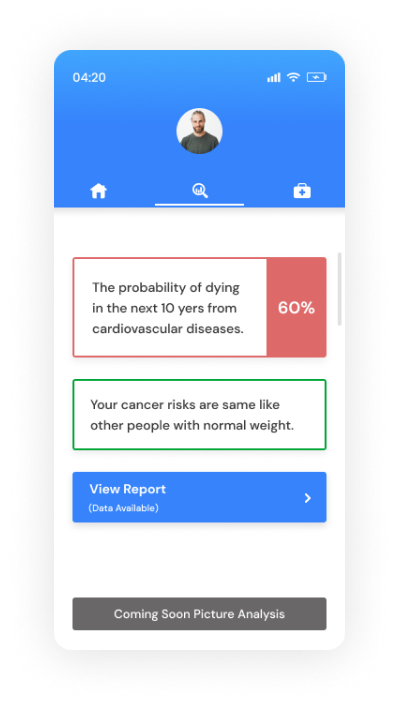 04:20
The probability of dying
in the next 10 yers from
cardiovascular diseases.
60%
Your cancer risks are same like
other people with normal weight.
View Report
(Data Available)
Coming Soon Picture Analysis